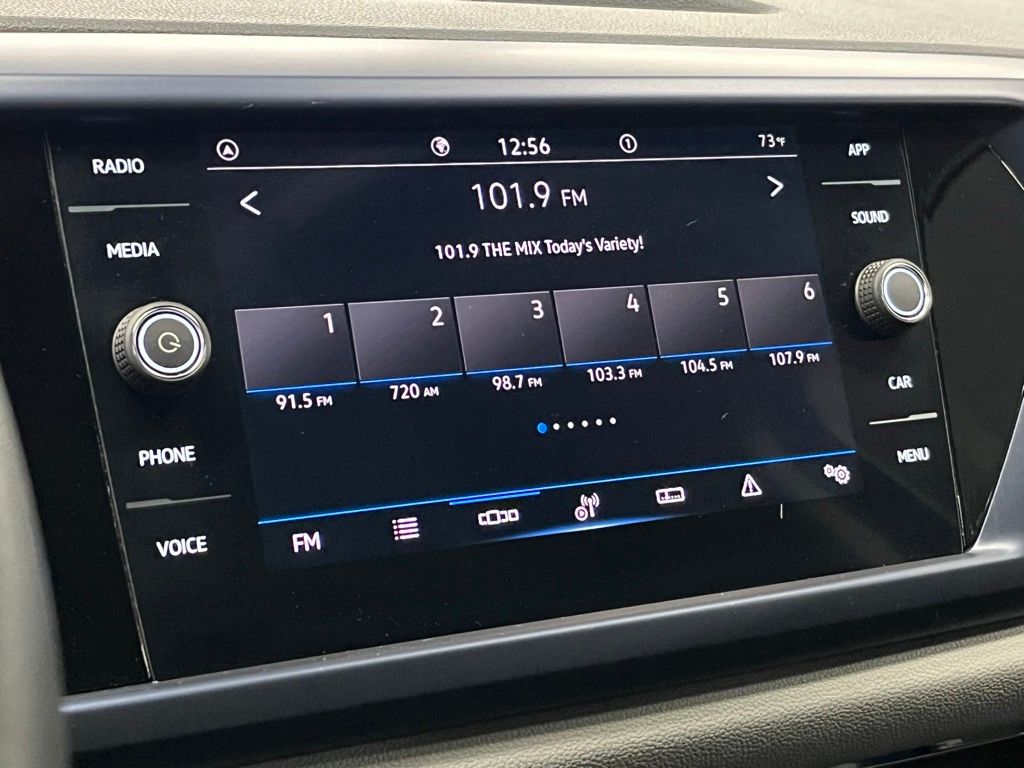 12:56
1
73°F
RADIO
APP
101.9 FM
SOUND
MEDIA
101.9 THE MIX Today's Variety!
1
2
3
4
5
6
91.5 FM
720 AM
98.7 FM
103.3 FM
104.5 FM
107.9 FM
CAR
PHONE
MENU
FM
VOICE